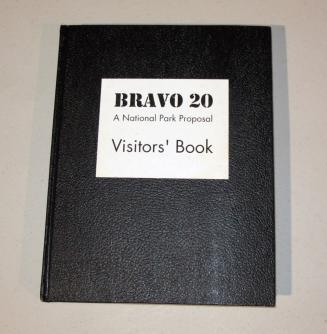 BRAVO 20
A National Park Proposal
Visitors' Book